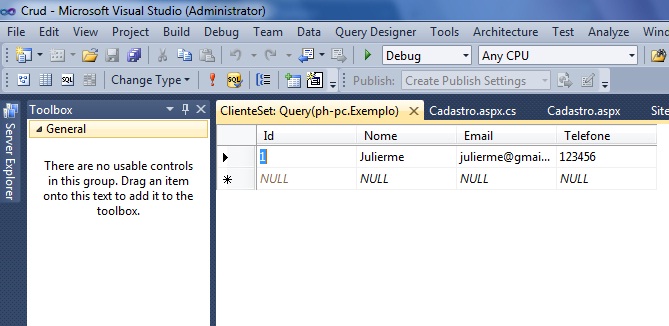 Crud - Microsoft Visual Studio (Administrator)
File Edit View Project Build Debug Team Data Query Designer Tools Architecture Test Analyze
Debug Any CPU
SQL Change Type Publish: Create Publish Settings
Server Explorer
Toolbox ClienteSet: Query(ph-pc.Exemplo) Cadastro.aspx.cs Cadastro.aspx Site
General Id Nome Email Telefone
1 Julierme julierme@gmai... 123456
NULL NULL NULL NULL
There are no usable controls
in this group. Drag an item
onto this text to add it to the
toolbox.